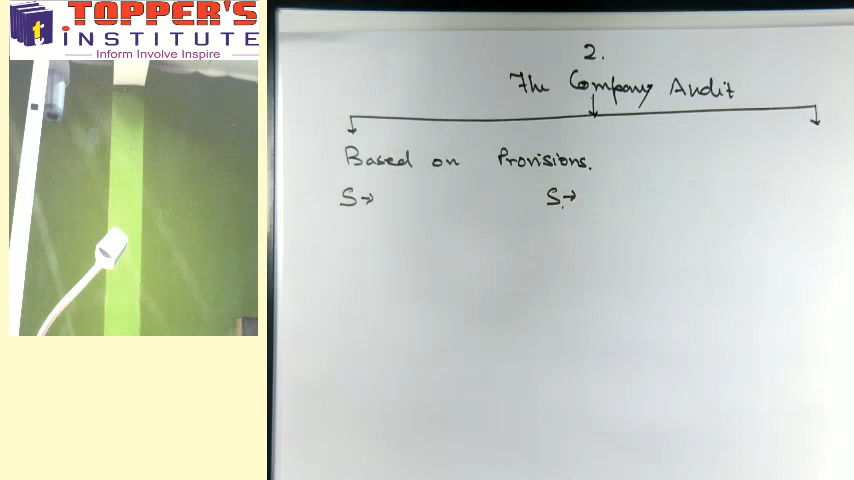 TOPPER'S
iNSTITUTE
Inform Involve Inspire
t
2.
The Company Audit
Based on Provisions.
S→ S.→